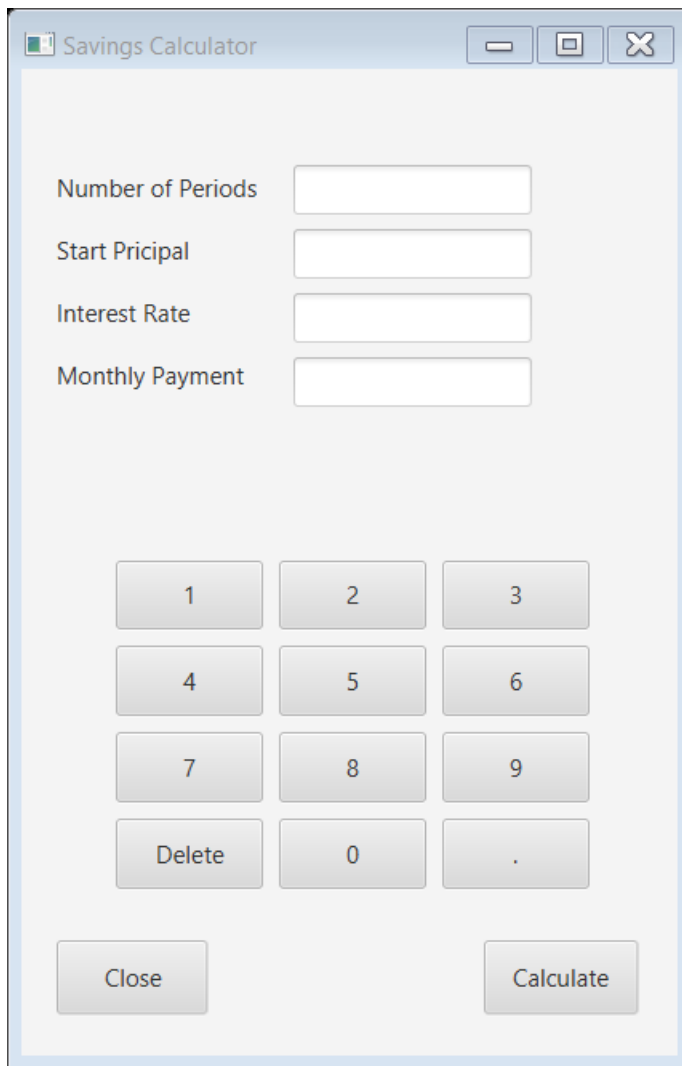 Savings Calculator
Number of Periods
Start Pricipal
Interest Rate
Monthly Payment
1 2 3
4 5 6
7 8 9
Delete 0 .
Close Calculate